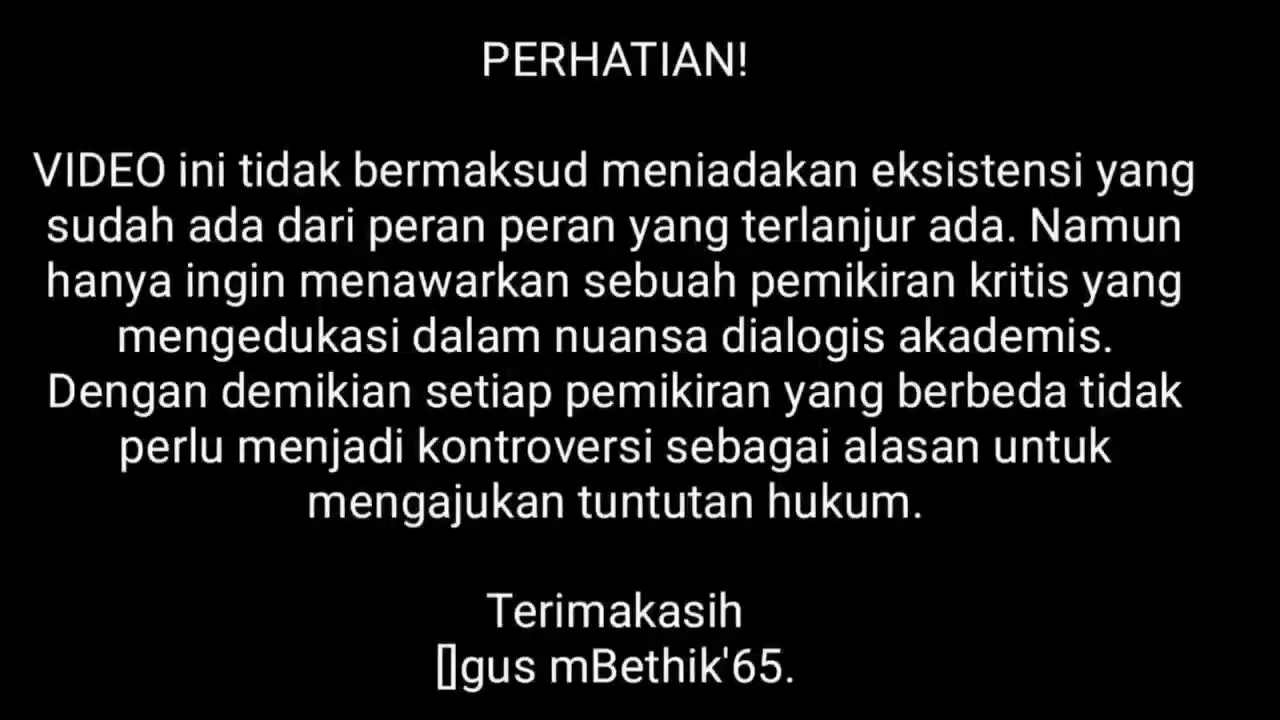 PERHATIAN!
VIDEO ini tidak bermaksud meniadakan eksistensi yang
sudah ada dari peran peran yang terlanjur ada. Namun
hanya ingin menawarkan sebuah pemikiran kritis yang
mengedukasi dalam nuansa dialogis akademis.
Dengan demikian setiap pemikiran yang berbeda tidak
perlu menjadi kontroversi sebagai alasan untuk
mengajukan tuntutan hukum.
Terimakasih
[]gus mBethik'65.